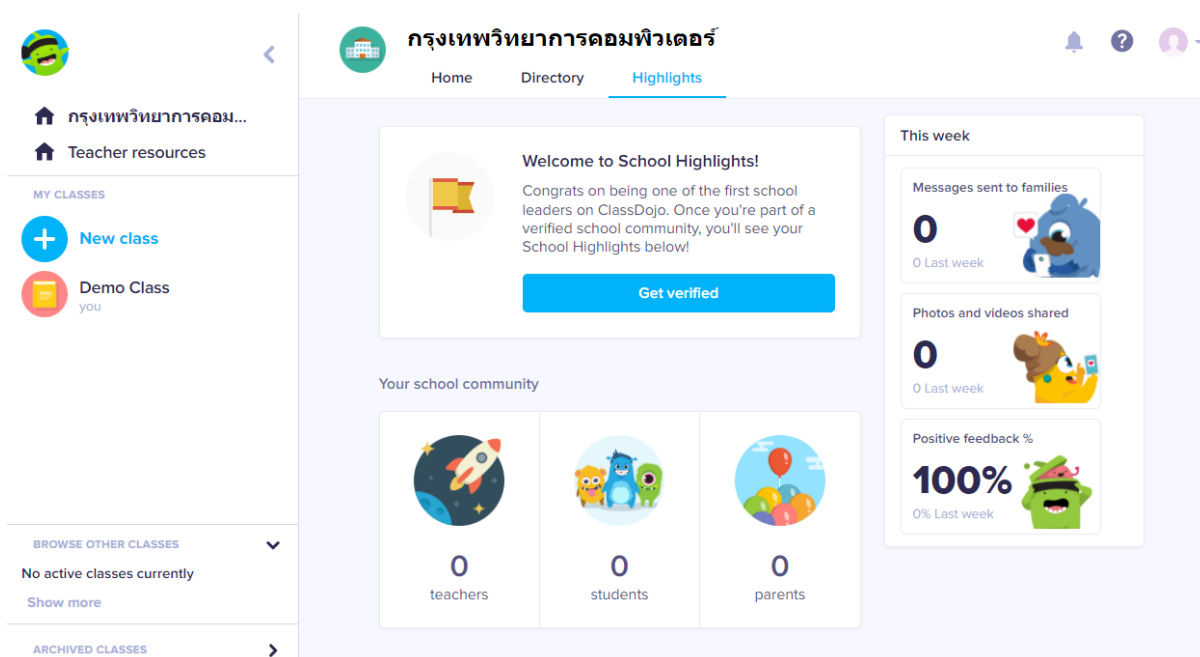 กรุงเทพวิทยาการคอมพิวเตอร์
Home
Directory
Highlights
?
กรุงเทพวิทยาการคอม...
Teacher resources
MY CLASSES
New class
Demo Class
you
BROWSE OTHER CLASSES
No active classes currently
Show more
ARCHIVED CLASSES
Welcome to School Highlights!
Congrats on being one of the first school
leaders on ClassDojo. Once you're part of a
verified school community, you'll see your
School Highlights below!
Get verified
Your school community
0
teachers
0
students
0
parents
This week
Messages sent to families
0
0 Last week
Photos and videos shared
0
0 Last week
Positive feedback %
100%
0% Last week